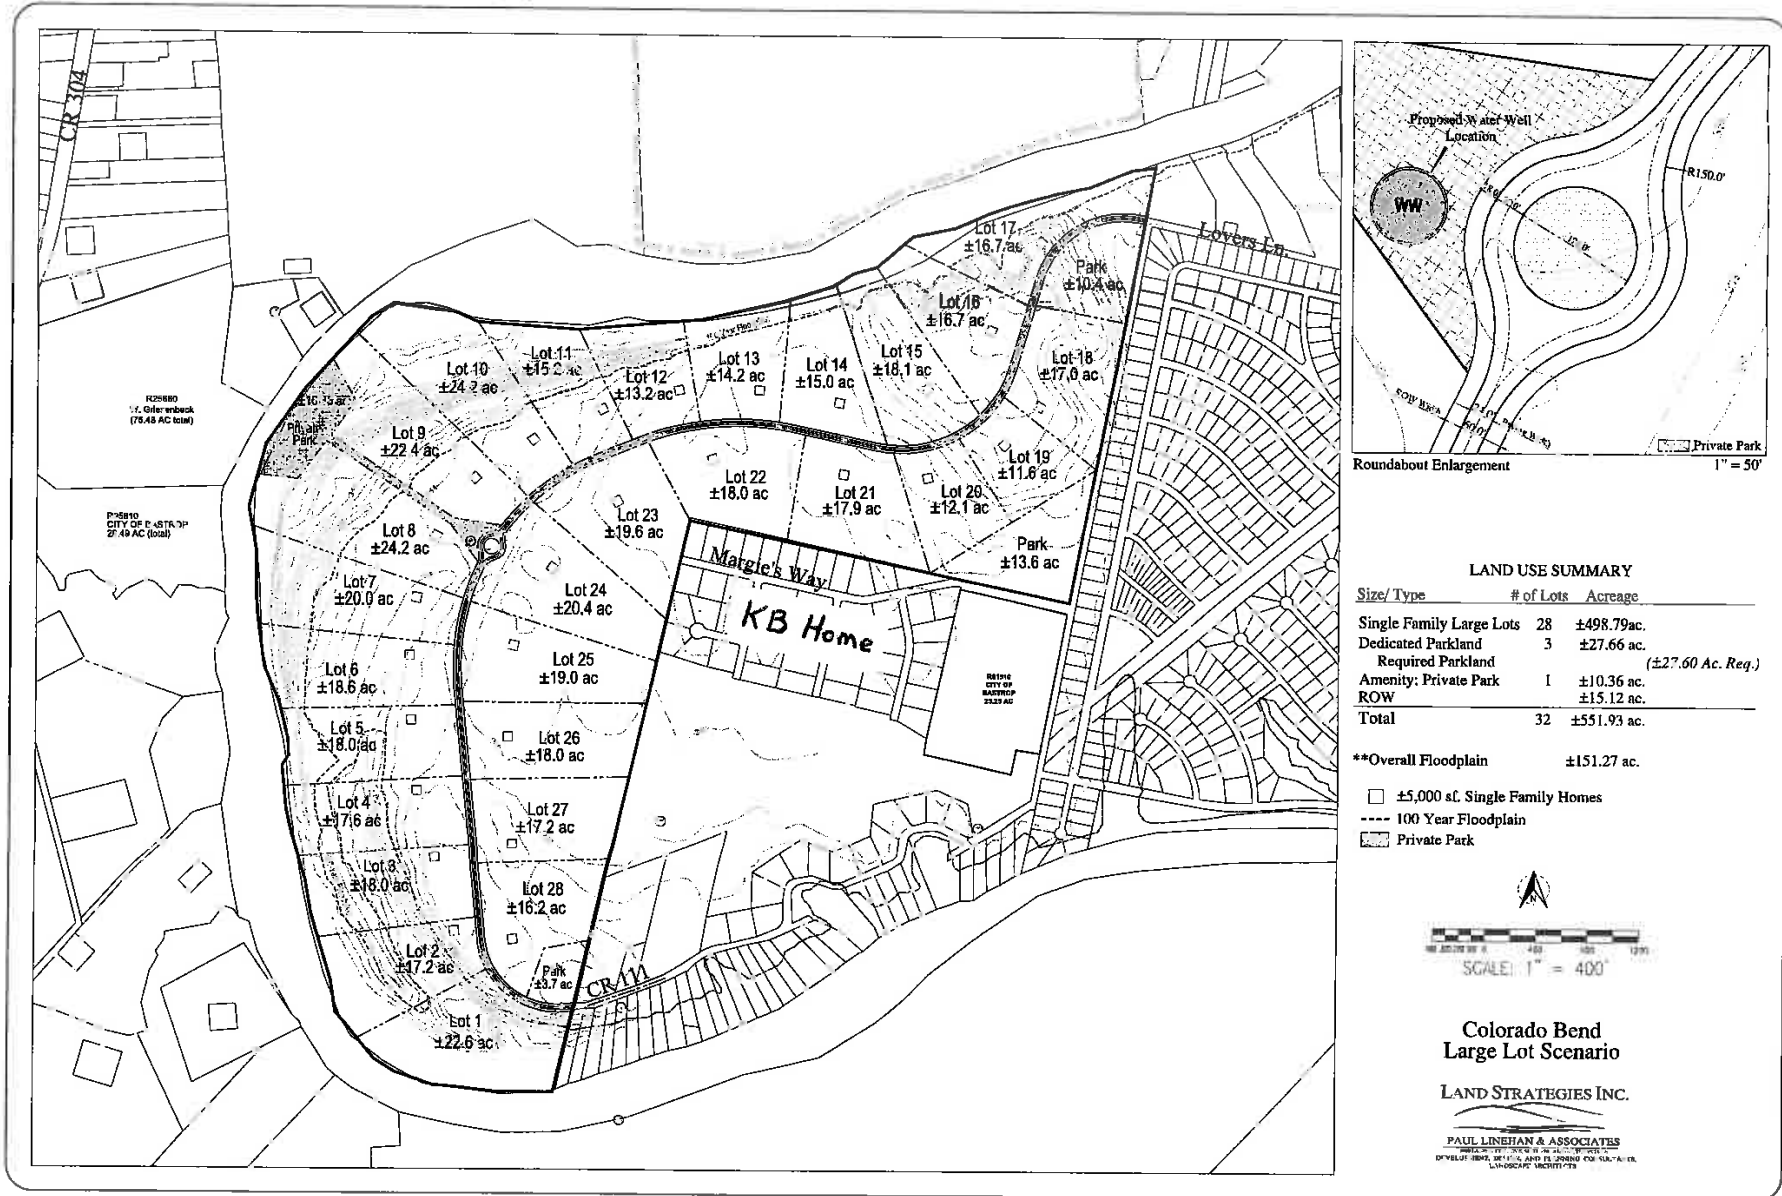 CR 304
Lovers Ln.
Lot 17
±16.7 ac
Park
±10.4 ac
Lot 16
±16.7 ac
Lot 18
±17.0 ac
Lot 15
±18.1 ac
Lot 14
±15.0 ac
Lot 13
±14.2 ac
Lot 12
±13.2 ac
Lot 11
Lot 10
±24.2 ac
Park
Lot 9
±22.4 ac
Lot 8
±24.2 ac
Lot 7
±20.0 ac
Lot 6
±18.6 ac
Lot 5
±18.0 ac
Lot 4
±17.6 ac
Lot 3
±18.0 ac
Lot 2
±17.2 ac
Lot 1
±22.6 ac
Lot 19
±11.6 ac
Lot 20
±12.1 ac
Lot 21
±17.9 ac
Lot 22
±18.0 ac
Lot 23
±19.6 ac
Lot 24
±20.4 ac
Lot 25
±19.0 ac
Lot 26
±18.0 ac
Lot 27
±17.2 ac
Lot 28
±16.2 ac
Park
±3.7 ac
Park
±13.6 ac
Margie's Way
KB Home
CR 111
R25660
(75.48 AC total)
CITY OF BASTROP
CITY OF
BASTROP
Proposed Water Well
Location
WW
R150.0'
Private Park
Roundabout Enlargement
1" = 50'
LAND USE SUMMARY
Size/ Type # of Lots Acreage
Single Family Large Lots 28 ±498.79ac.
Dedicated Parkland 3 ±27.66 ac.
Required Parkland (±27.60 Ac. Req.)
Amenity: Private Park 1 ±10.36 ac.
ROW ±15.12 ac.
Total 32 ±551.93 ac.
**Overall Floodplain ±151.27 ac.
±5,000 sf. Single Family Homes
100 Year Floodplain
Private Park
N
SCALE: 1" = 400'
Colorado Bend
Large Lot Scenario
LAND STRATEGIES INC.
PAUL LINEHAN & ASSOCIATES
LANDSCAPE ARCHITECTS